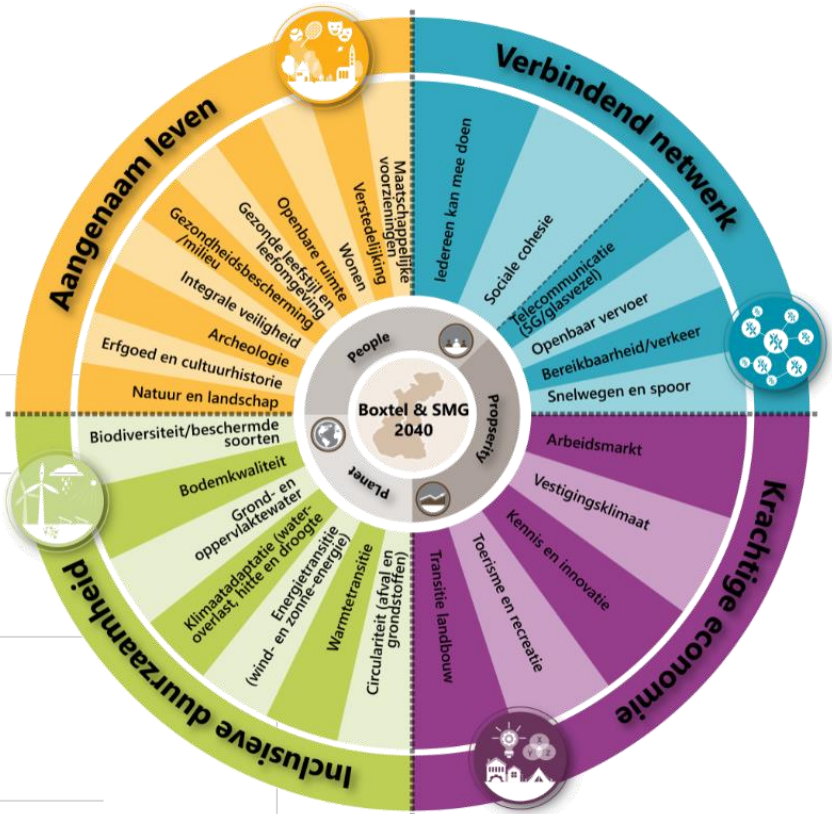 Aangenaam leven
Maatschappelijke
voorzieningen
Verstedelijking
Wonen
Openbare ruimte
Gezonde leefstijl en
leefomgeving
Gezondheidsbescherming
/milieu
Integrale veiligheid
Archeologie
Erfgoed en cultuurhistorie
Natuur en landschap
Verbindend netwerk
Iedereen kan mee doen
Sociale cohesie
Telecommunicatie
(5G/glasvezel)
Openbaar vervoer
Bereikbaarheid/verkeer
Snelwegen en spoor
People
Propserity
PLanet
Boxtel & SMG
2040
Krachtige economie
Arbeidsmarkt
Vestigingsklimaat
Kennis en innovatie
Toerisme en recreatie
Transitie landbouw
X
Y
Z
Inclusieve duurzaamheid
Biodiversiteit/beschermde
soorten
Bodemkwaliteit
Grond- en
oppervlaktewater
Klimaatadaptatie (water-
overlast, hitte en droogte
Energietransitie
(wind- en zonne-energie)
Warmtetransitie
Circulariteit (afval en
grondstoffen)